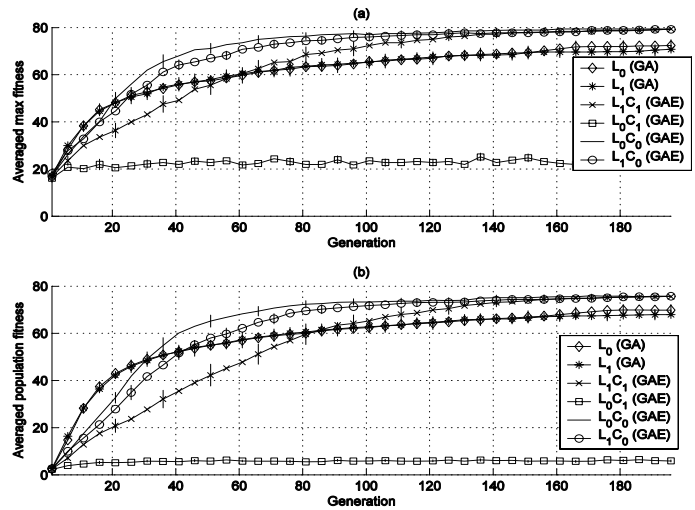 (a)
Averaged max fitness
80
60
40
20
0
20 40 60 80 100 120 140 160 180
Generation
L₀ (GA)
L₁ (GA)
L₁C₁ (GAE)
L₀C₁ (GAE)
L₀C₀ (GAE)
L₁C₀ (GAE)
(b)
Averaged population fitness
80
60
40
20
0
20 40 60 80 100 120 140 160 180
Generation
L₀ (GA)
L₁ (GA)
L₁C₁ (GAE)
L₀C₁ (GAE)
L₀C₀ (GAE)
L₁C₀ (GAE)